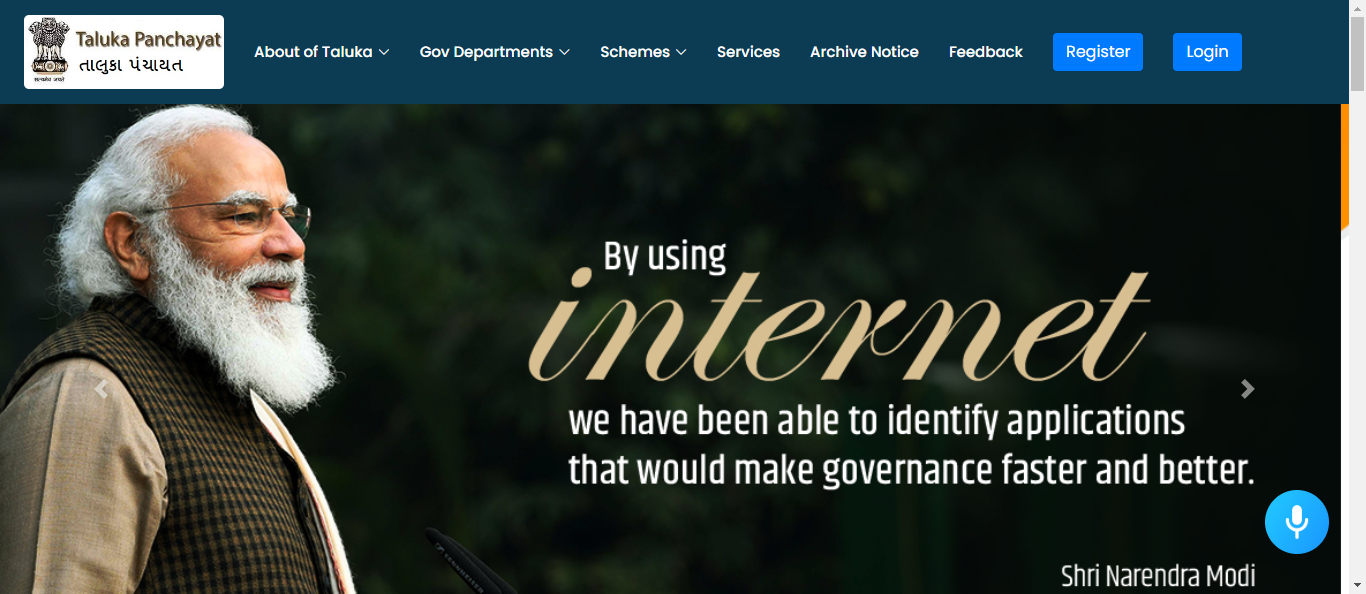 Taluka Panchayat
તાલુકા પંચાયત
सत्यमेव जयते
About of Taluka
Gov Departments
Schemes
Services
Archive Notice
Feedback
Register
Login
By using
internet
we have been able to identify applications
that would make governance faster and better.
Shri Narendra Modi